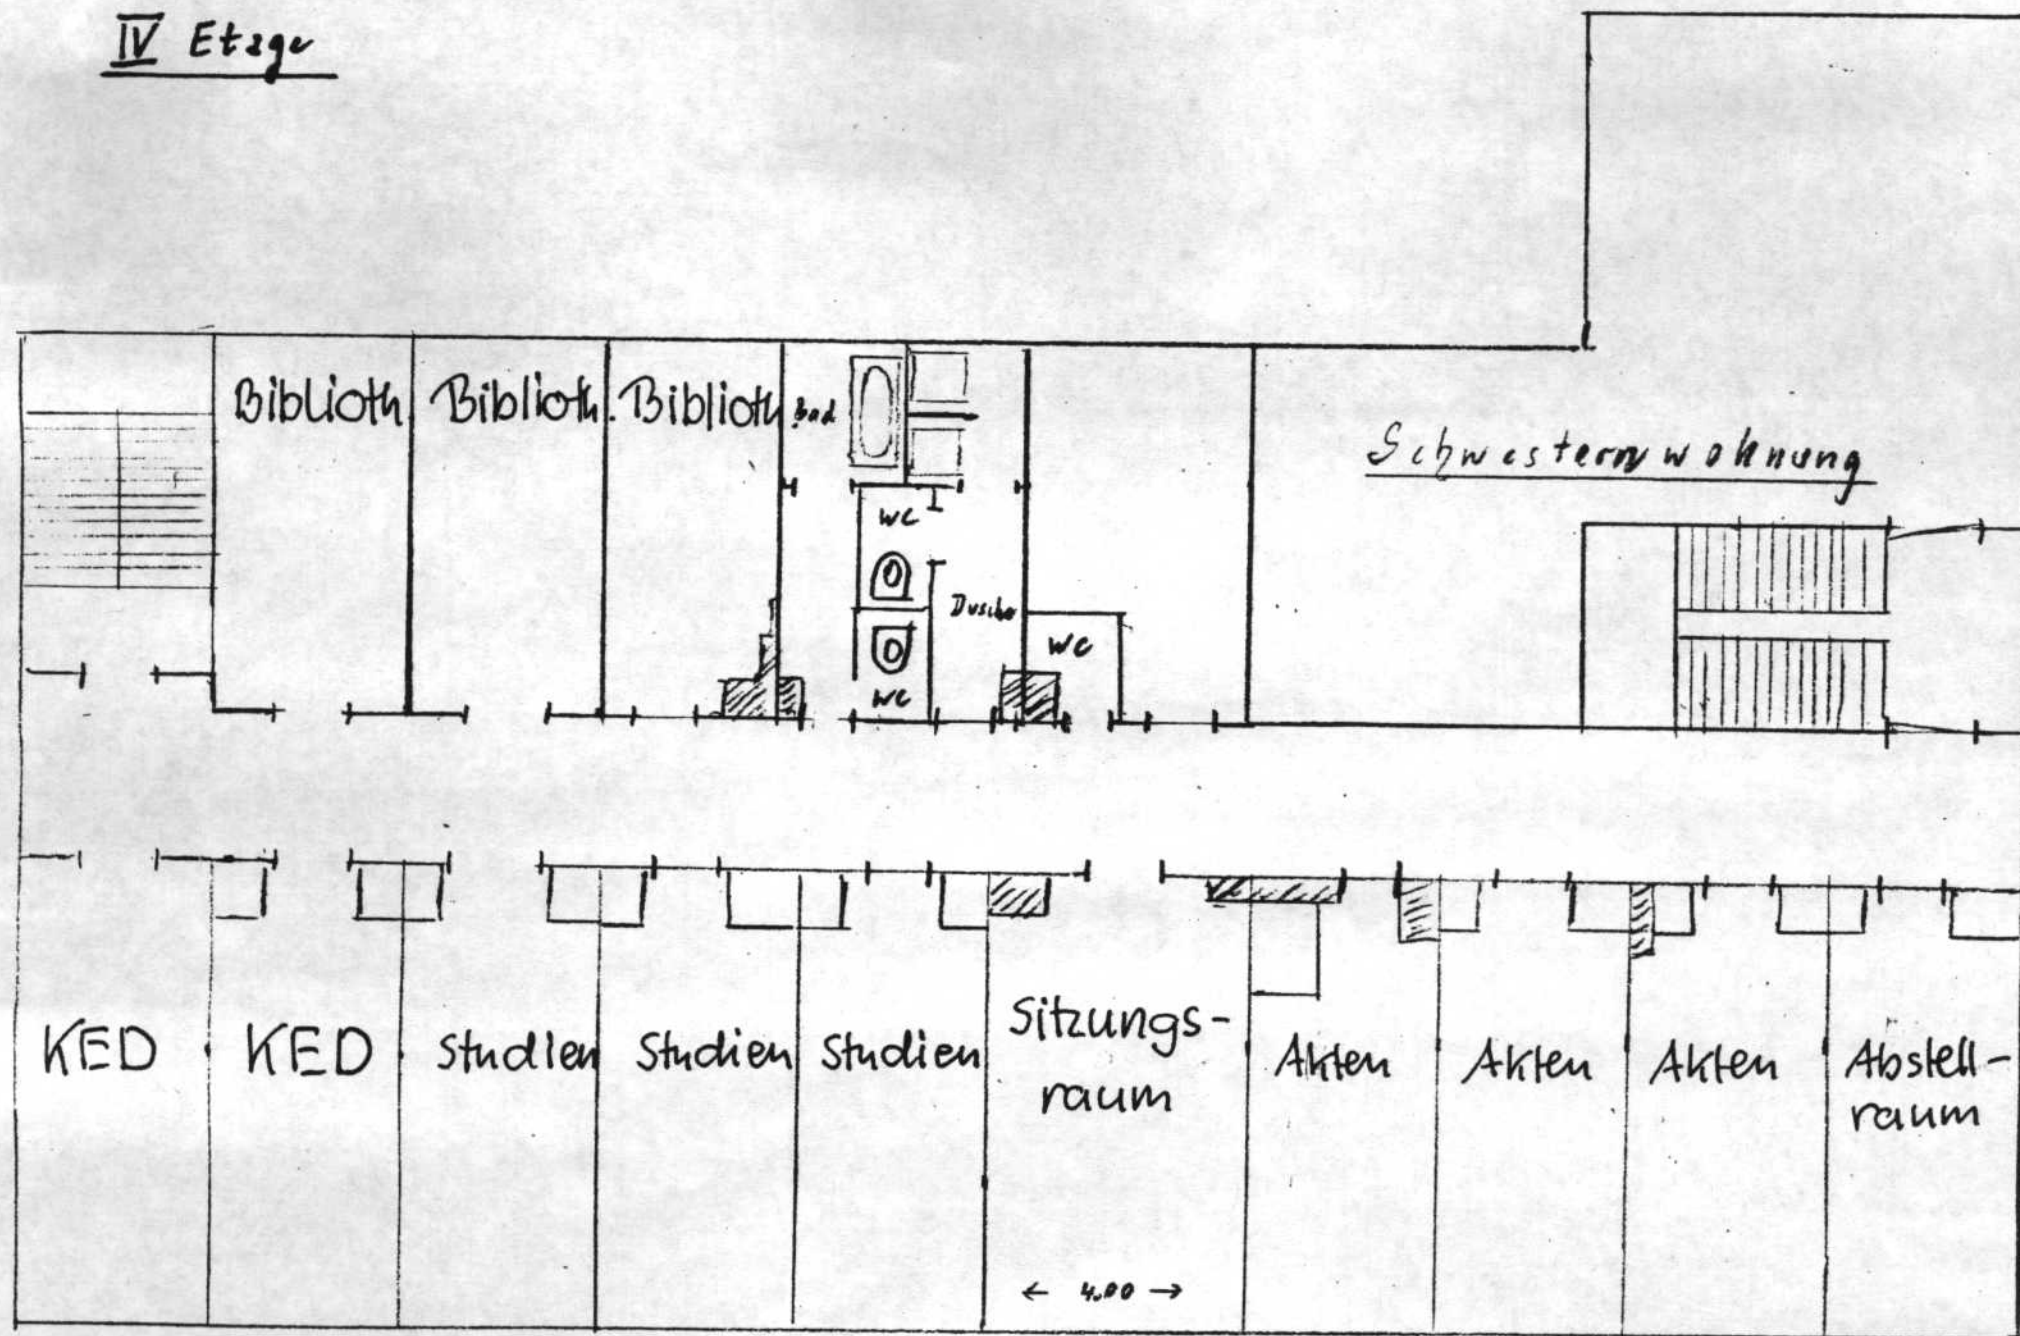 IV Etage
Biblioth. Biblioth. Biblioth Bad
Schwesternwohnung
WC
Dusche
WC
WC
KED KED Studien Studien Studien Sitzungs-
raum
Akten Akten Akten Abstell-
raum
← 4.00 →